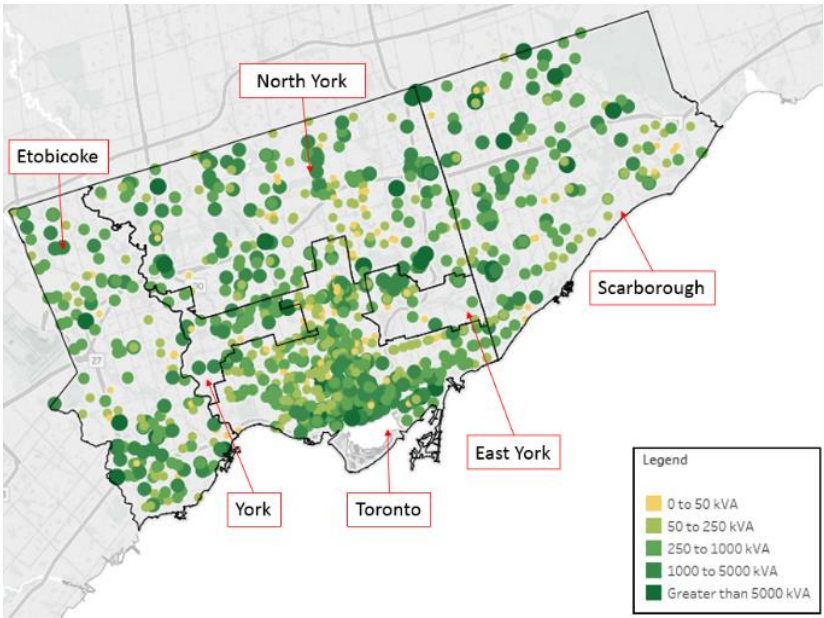 North York
Etobicoke
Scarborough
27
East York
York
Toronto
Legend
0 to 50 kVA
50 to 250 kVA
250 to 1000 kVA
1000 to 5000 kVA
Greater than 5000 kVA